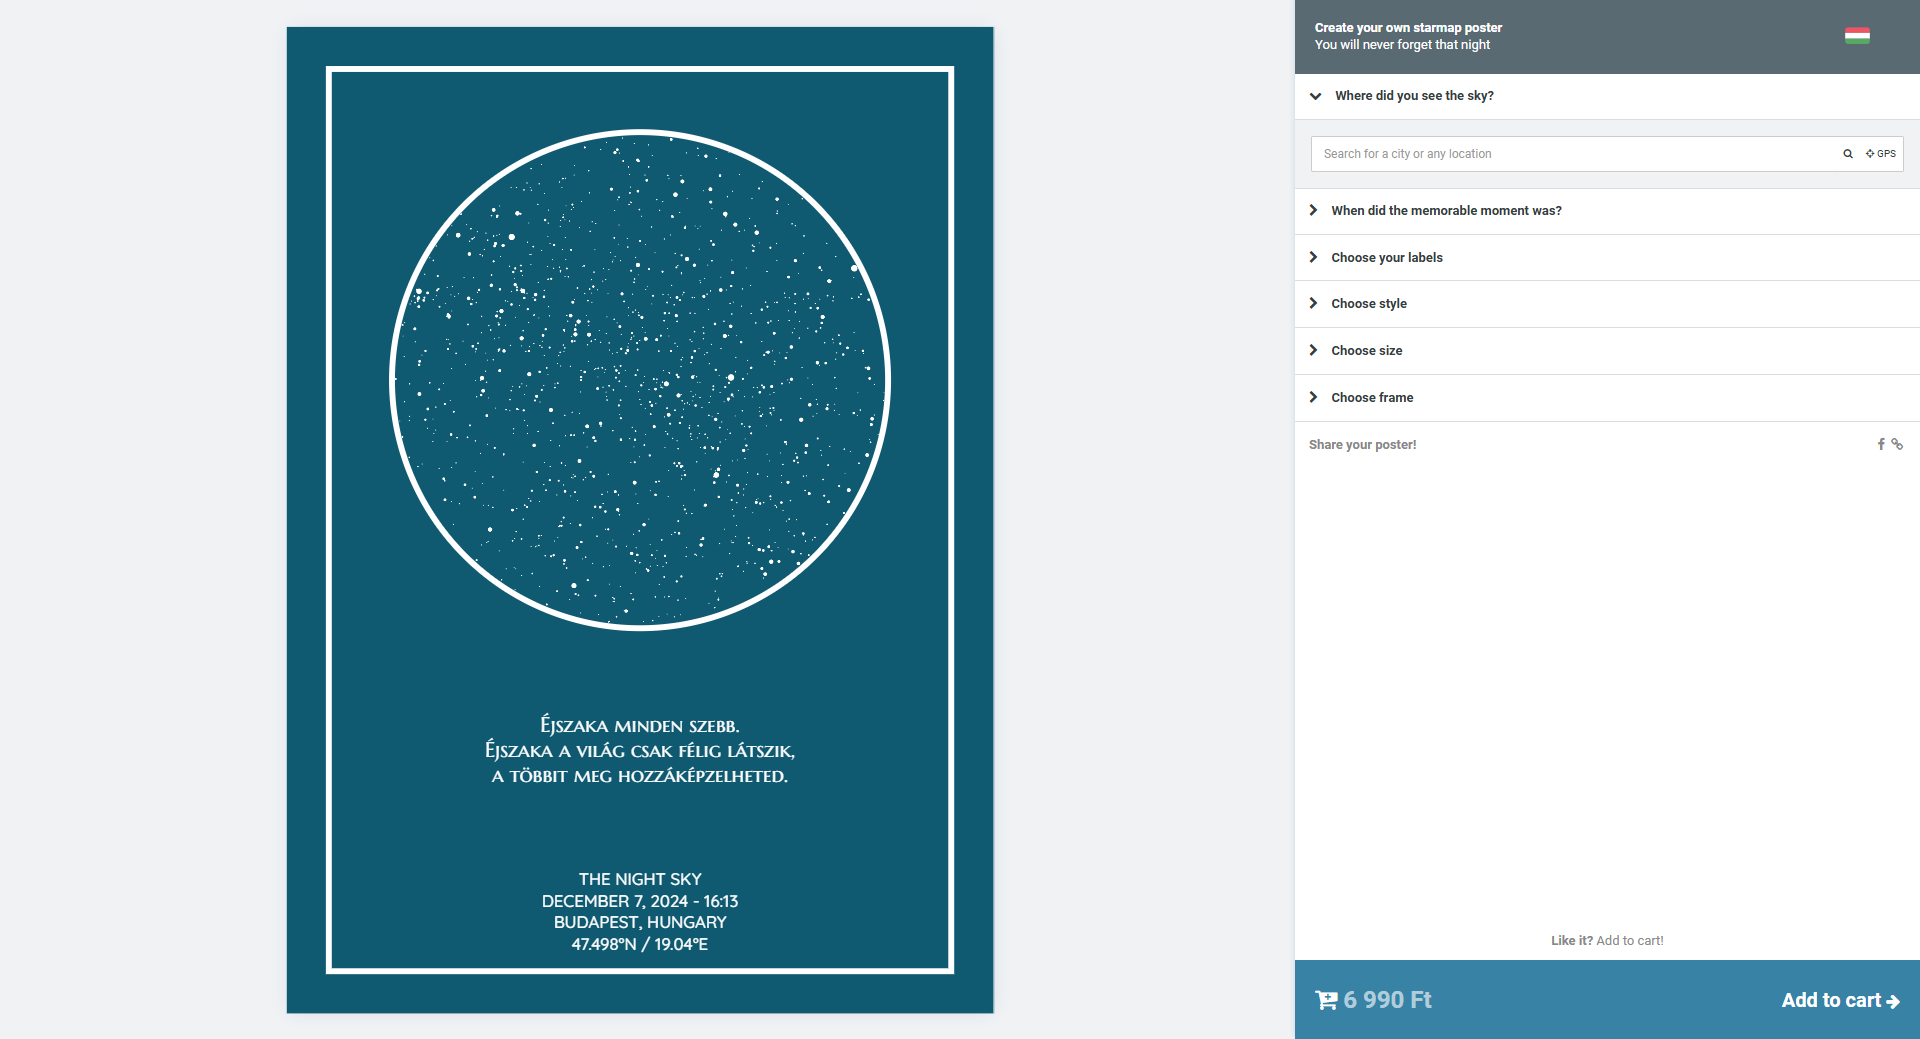 Éjszaka minden szebb.
Éjszaka a világ csak félig látszik,
a többit meg hozzáképzelheted.
THE NIGHT SKY
DECEMBER 7, 2024 - 16:13
BUDAPEST, HUNGARY
47.498°N / 19.04°E
Create your own starmap poster
You will never forget that night
Where did you see the sky?
Search for a city or any location
GPS
When did the memorable moment was?
Choose your labels
Choose style
Choose size
Choose frame
Share your poster!
Like it? Add to cart!
6 990 Ft
Add to cart